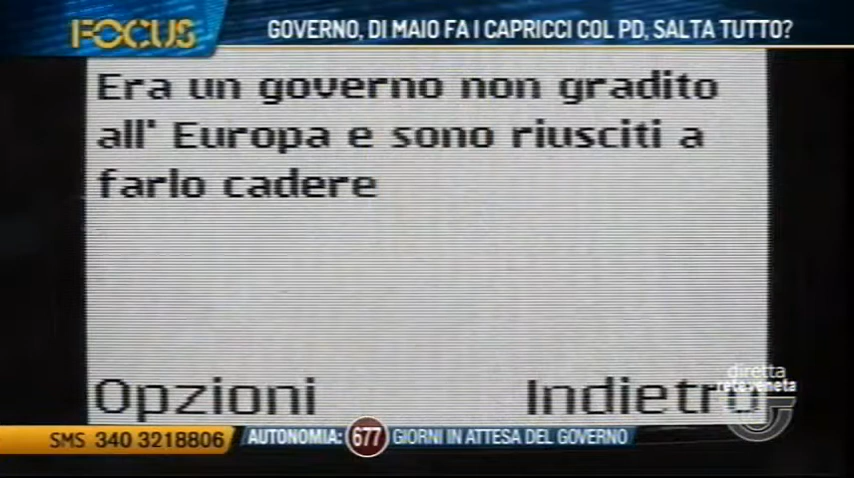 FOCUS
GOVERNO, DI MAIO FA I CAPRICCI COL PD, SALTA TUTTO?
Era un governo non gradito
all' Europa e sono riusciti a
farlo cadere
Opzioni Indietro
diretta
reteveneta
SMS 340 3218806
AUTONOMIA: 677 GIORNI IN ATTESA DEL GOVERNO